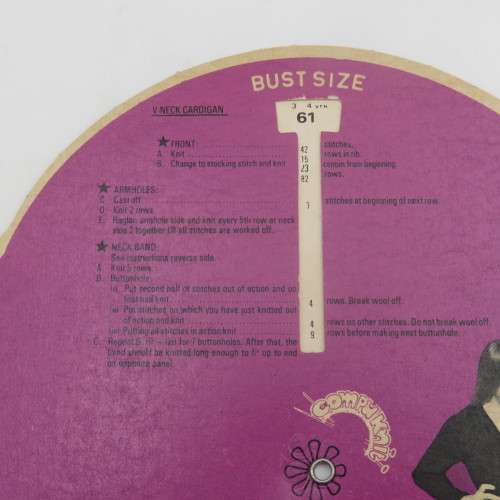 BUST SIZE
3 4 YRS
61
V NECK CARDIGAN
FRONT: stitches.
A. Knit 42 rows in rib.
B. Change to stocking stitch and knit 15
23
82 rows.
ARMHOLES:
C. Cast off stitches at beginning of next row.
D. Knit 2 rows.
E. Raglan armhole side and knit every 5th row at neck
side 2 together till all stitches are worked off.
NECK BAND:
See instructions reverse side.
A. Knit 5 rows
B. Buttonhole:
(i) Put second half of stitches out of action and on
first half knit 4 rows. Break wool off.
(ii) Put stitches on which you have just knitted out
of action and knit 4 rows on other stitches. Do not break wool off.
(iii) Putting all stitches in action knit 9 rows before making next buttonhole.
C. Repeat for 7 buttonholes. After that, the
band should be knitted long enough to fit up to end
on opposite panel.
COMPUKNIT